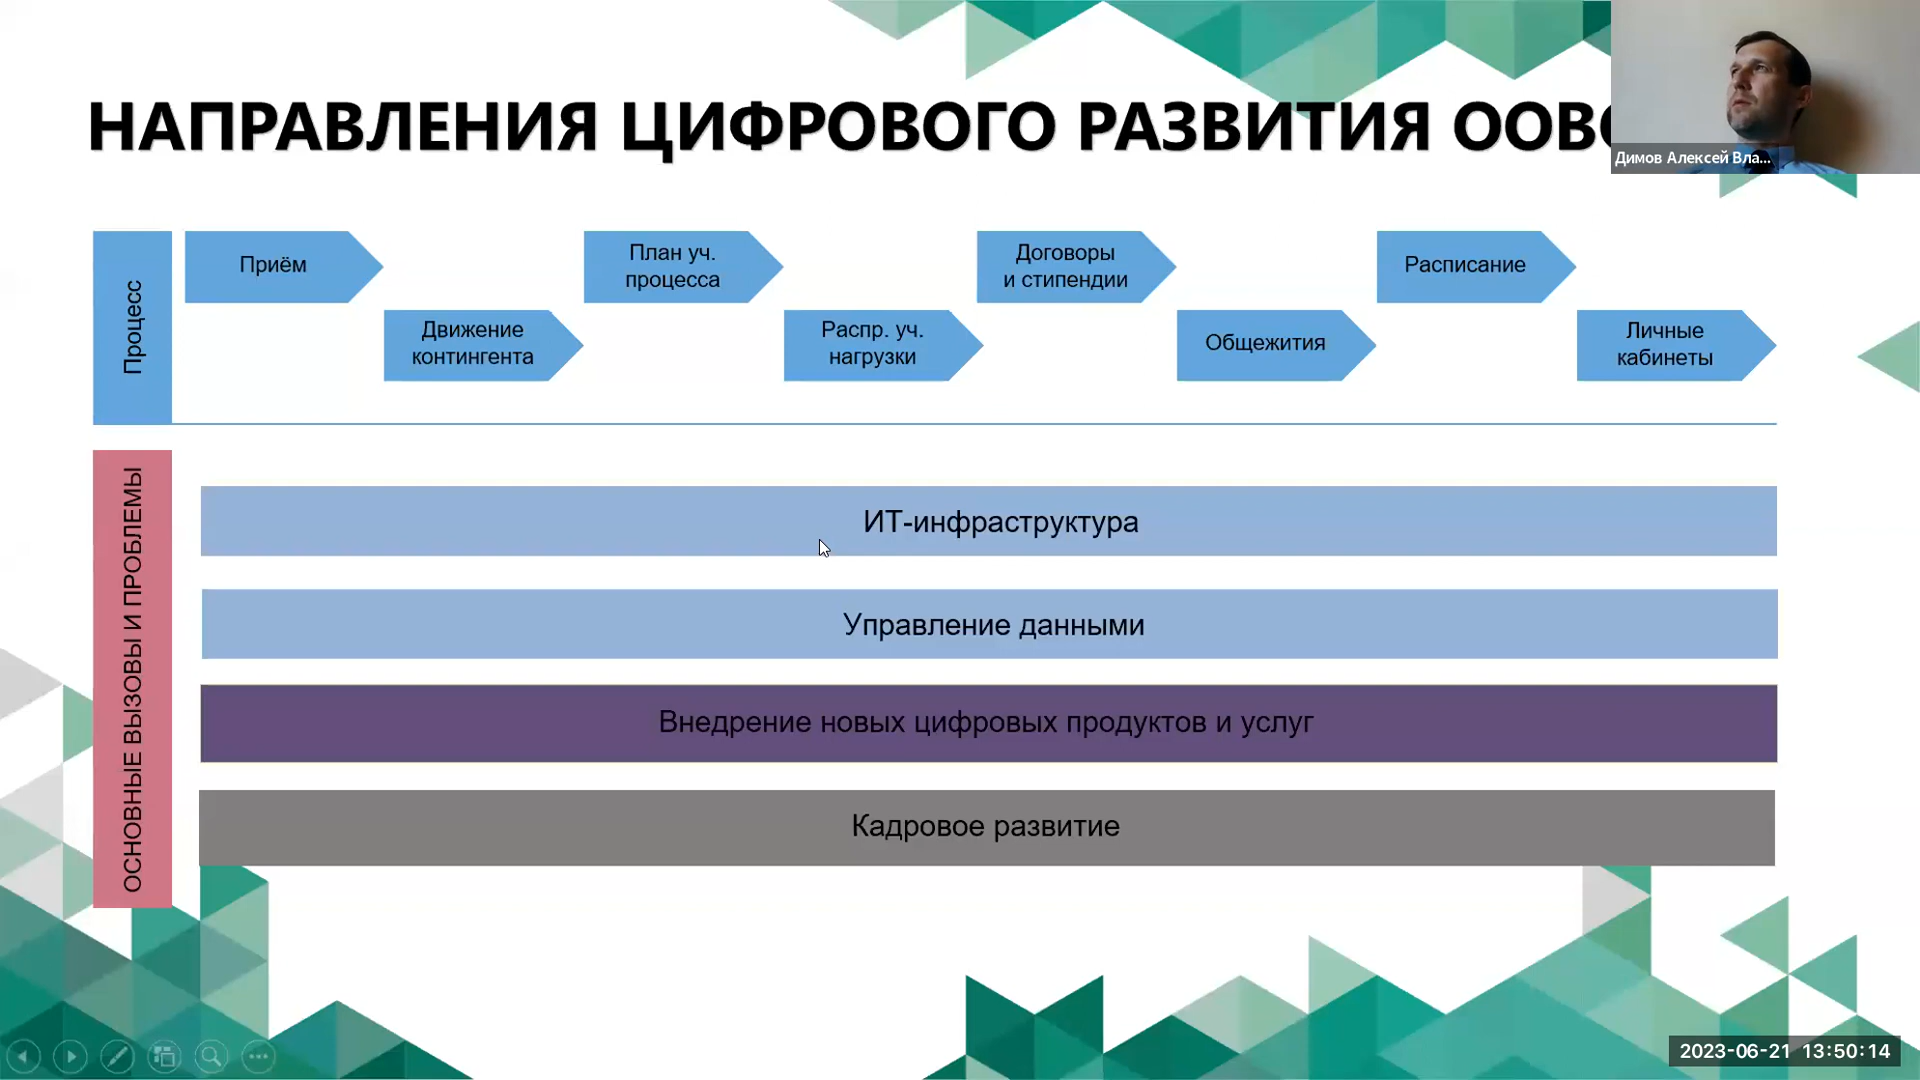 НАПРАВЛЕНИЯ ЦИФРОВОГО РАЗВИТИЯ
Димов Алексей Вла...
Процесс
Приём
Движение
контингента
План уч.
процесса
Распр. уч.
нагрузки
Договоры
и стипендии
Общежития
Расписание
Личные
кабинеты
ОСНОВНЫЕ ВЫЗОВЫ И ПРОБЛЕМЫ
ИТ-инфраструктура
Управление данными
Внедрение новых цифровых продуктов и услуг
Кадровое развитие
2023-06-21 13:50:14